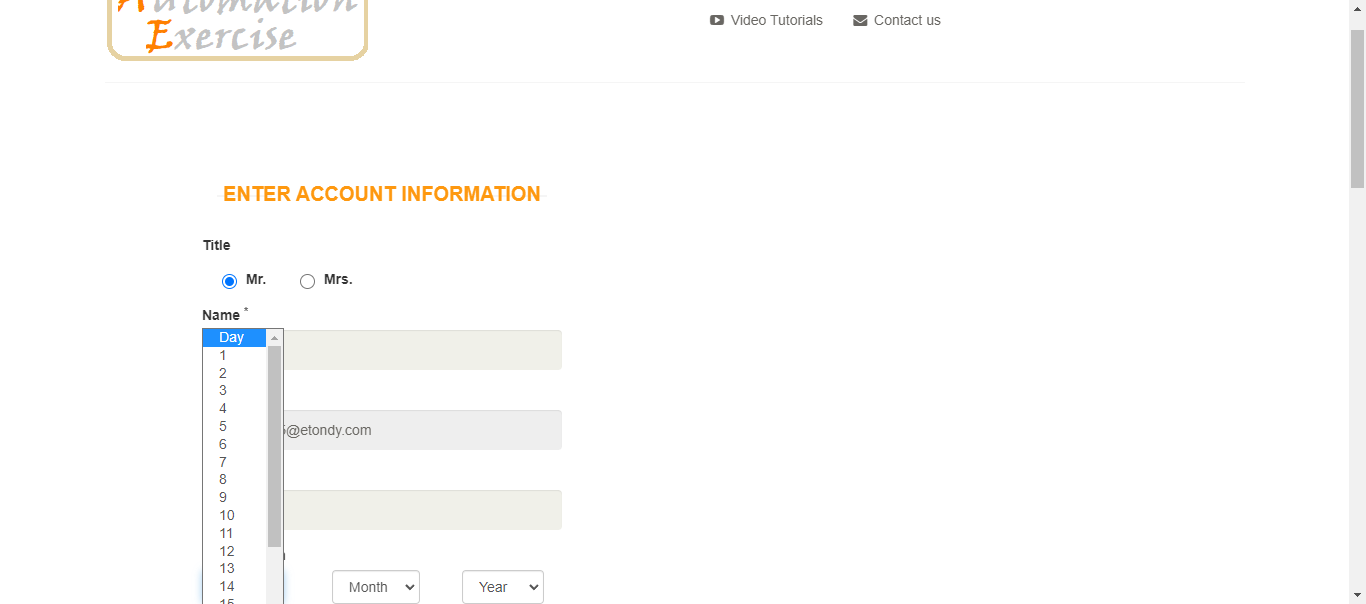 Automation
Exercise
Video Tutorials Contact us
ENTER ACCOUNT INFORMATION
Title
Mr. Mrs.
Name *
Day
1
2
3
4
5
6
7
8
9
10
11
12
13
14
15
@etondy.com
Month Year